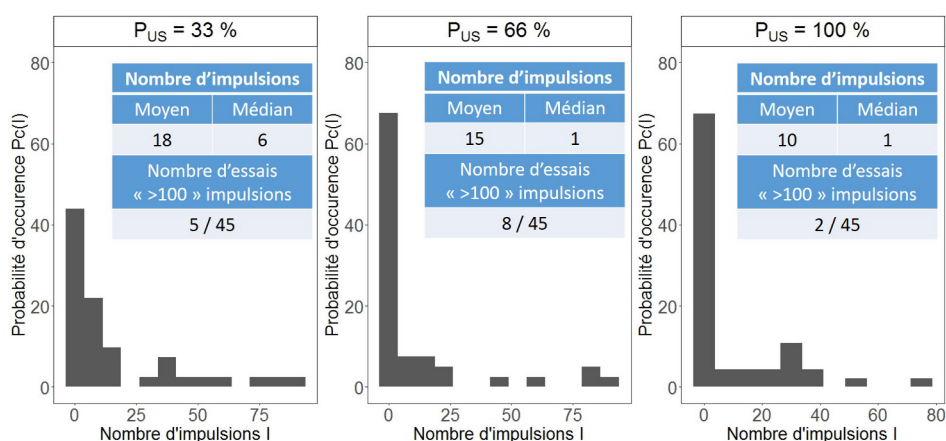 P_US = 33 %
80
60
40
20
0
Probabilité d'occurence Pc(I)
Nombre d'impulsions
Moyen Médian
18 6
Nombre d'essais
« >100 » impulsions
5 / 45
0 25 50 75
Nombre d'impulsions I
P_US = 66 %
80
60
40
20
0
Probabilité d'occurence Pc(I)
Nombre d'impulsions
Moyen Médian
15 1
Nombre d'essais
« >100 » impulsions
8 / 45
0 25 50 75
Nombre d'impulsions I
P_US = 100 %
80
60
40
20
0
Probabilité d'occurence Pc(I)
Nombre d'impulsions
Moyen Médian
10 1
Nombre d'essais
« >100 » impulsions
2 / 45
0 20 40 60 80
Nombre d'impulsions I